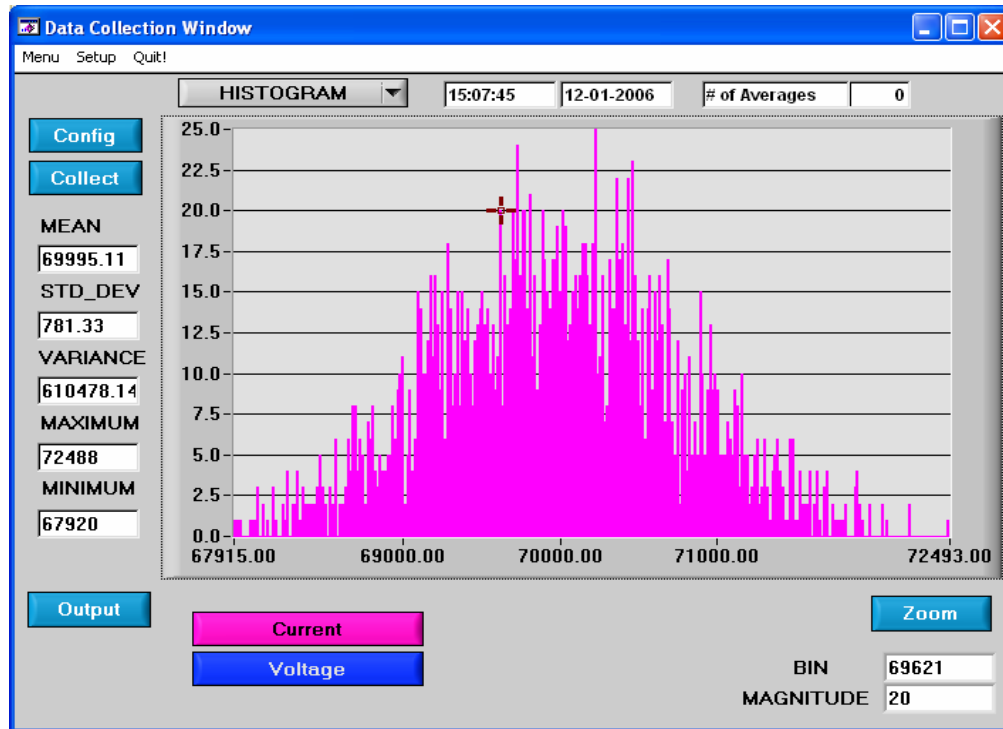 Data Collection Window
Menu Setup Quit!
HISTOGRAM 15:07:45 12-01-2006 # of Averages 0
Config
Collect
MEAN
69995.11
STD_DEV
781.33
VARIANCE
610478.14
MAXIMUM
72488
MINIMUM
67920
25.0
22.5
20.0
17.5
15.0
12.5
10.0
7.5
5.0
2.5
0.0
67915.00 69000.00 70000.00 71000.00 72493.00
Output
Current
Voltage
Zoom
BIN 69621
MAGNITUDE 20